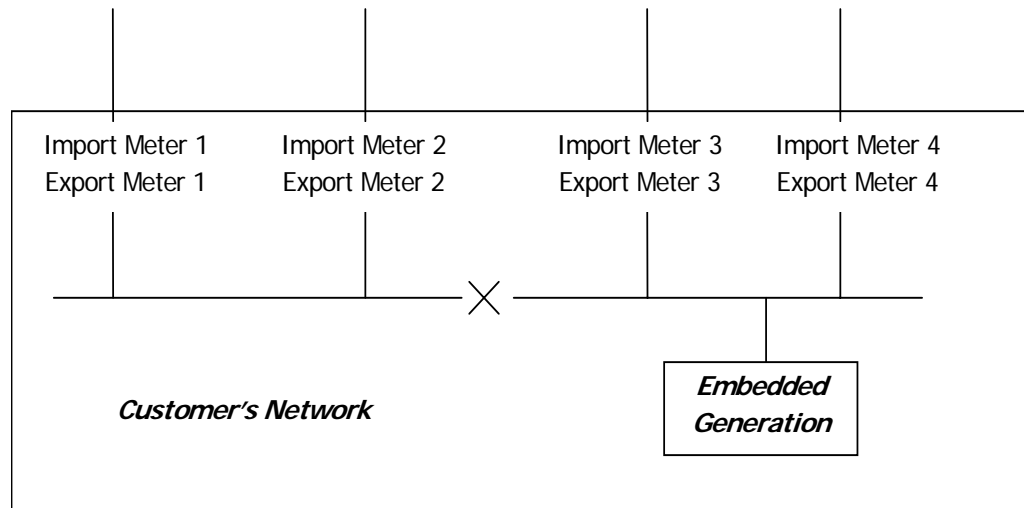 Import Meter 1
Export Meter 1
Import Meter 2
Export Meter 2
Import Meter 3
Export Meter 3
Import Meter 4
Export Meter 4
Customer's Network
Embedded
Generation